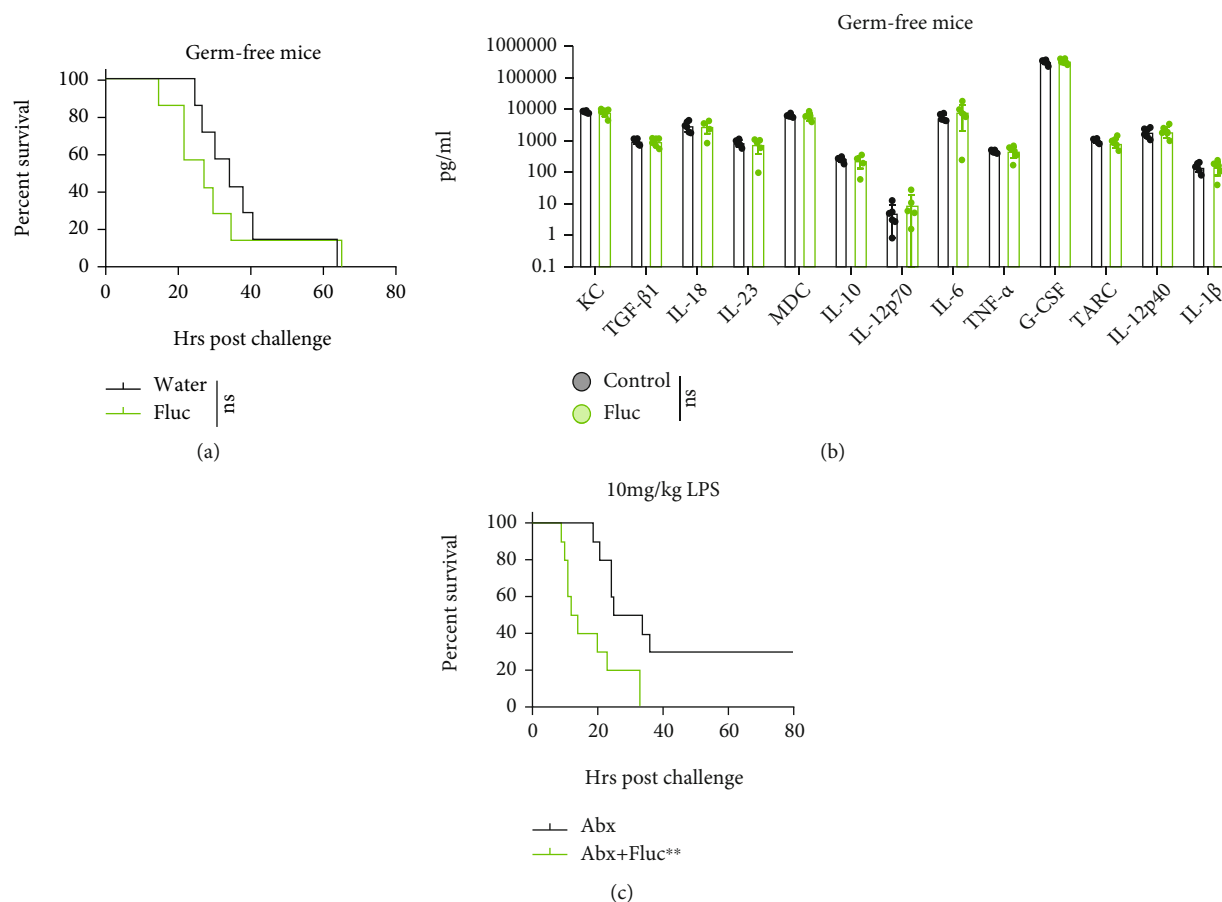 Germ-free mice
100
80
60
40
20
0
0 20 40 60 80
Percent survival
Hrs post challenge
Water
Fluc
ns
(a)
Germ-free mice
1000000
100000
10000
1000
100
10
1
0.1
pg/ml
KC TGF-β1 IL-18 IL-23 MDC IL-10 IL-12p70 IL-6 TNF-α G-CSF TARC IL-12p40 IL-1β
Control
Fluc
ns
(b)
10mg/kg LPS
100
80
60
40
20
0
0 20 40 60 80
Percent survival
Hrs post challenge
Abx
Abx+Fluc**
(c)